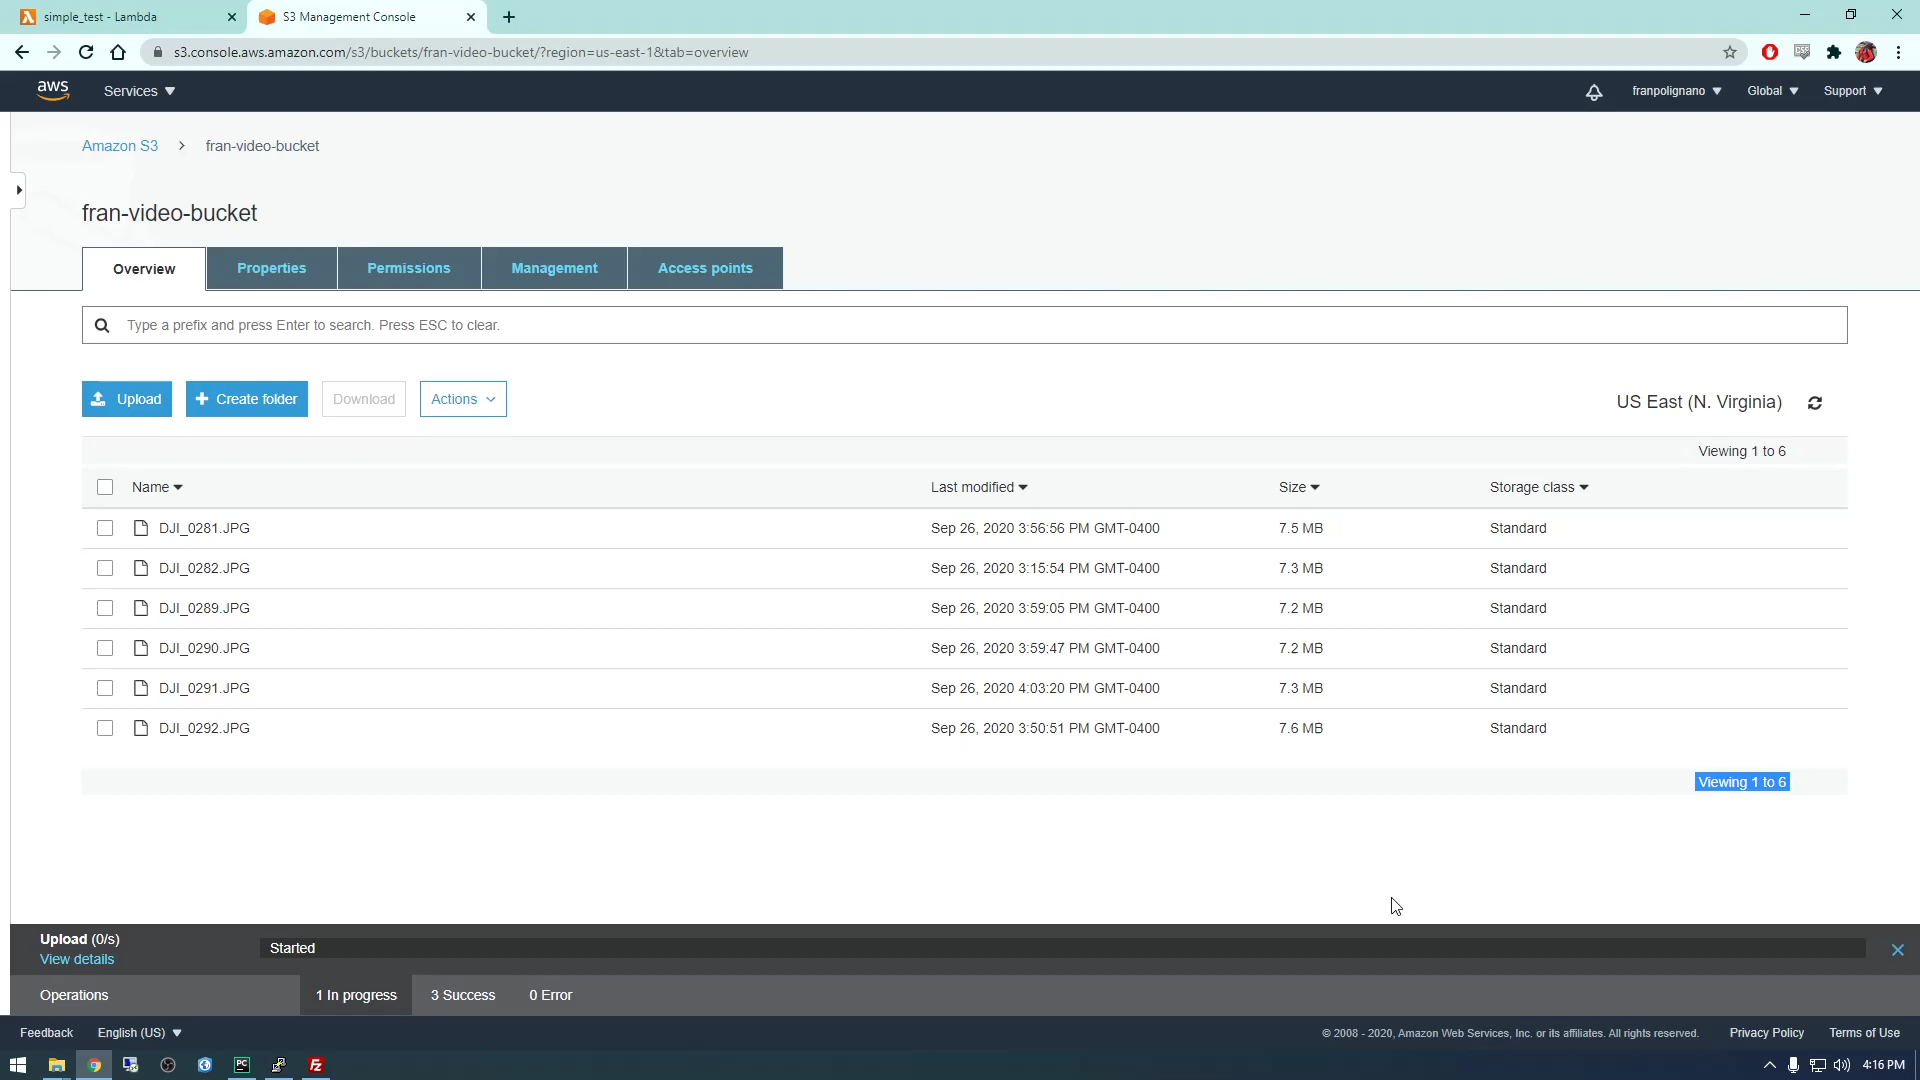 simple_test - Lambda
S3 Management Console
s3.console.aws.amazon.com/s3/buckets/fran-video-bucket/?region=us-east-1&tab=overview
aws
Services
franpolignano
Global
Support
Amazon S3
fran-video-bucket
fran-video-bucket
Overview
Properties
Permissions
Management
Access points
Type a prefix and press Enter to search. Press ESC to clear.
Upload
Create folder
Download
Actions
US East (N. Virginia)
Viewing 1 to 6
Name
Last modified
Size
Storage class
DJI_0281.JPG Sep 26, 2020 3:56:56 PM GMT-0400 7.5 MB Standard
DJI_0282.JPG Sep 26, 2020 3:15:54 PM GMT-0400 7.3 MB Standard
DJI_0289.JPG Sep 26, 2020 3:59:05 PM GMT-0400 7.2 MB Standard
DJI_0290.JPG Sep 26, 2020 3:59:47 PM GMT-0400 7.2 MB Standard
DJI_0291.JPG Sep 26, 2020 4:03:20 PM GMT-0400 7.3 MB Standard
DJI_0292.JPG Sep 26, 2020 3:50:51 PM GMT-0400 7.6 MB Standard
Viewing 1 to 6
Upload (0/s)
Started
View details
Operations
1 In progress
3 Success
0 Error
Feedback
English (US)
© 2008 - 2020, Amazon Web Services, Inc. or its affiliates. All rights reserved.
Privacy Policy
Terms of Use
PC
FZ
4:16 PM